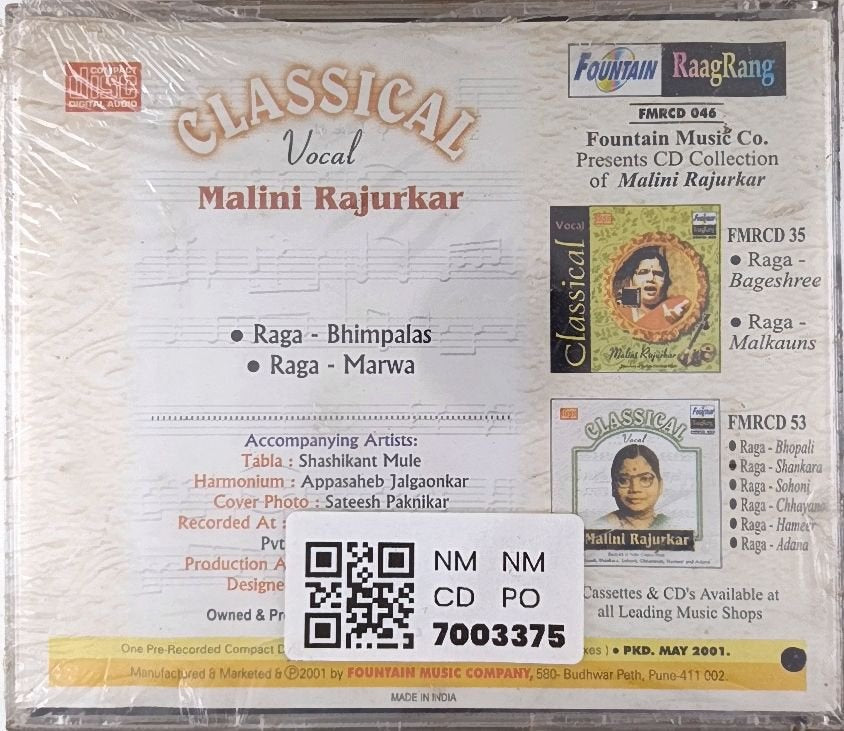 COMPACT
DISC
DIGITAL AUDIO
CLASSICAL
Vocal
Malini Rajurkar
• Raga - Bhimpalas
• Raga - Marwa
Accompanying Artists:
Tabla : Shashikant Mule
Harmonium : Appasaheb Jalgaonkar
Cover Photo : Sateesh Paknikar
Recorded At :
Pvt
Production A
Designe
Owned & Pr
NM NM
CD PO
7003375
FOUNTAIN RaagRang
FMRCD 046
Fountain Music Co.
Presents CD Collection
of Malini Rajurkar
Vocal
Classical
Malini Rajurkar
FMRCD 35
• Raga -
Bageshree
• Raga -
Malkauns
CLASSICAL
Vocal
Malini Rajurkar
FMRCD 53
• Raga - Bhopali
• Raga - Shankara
• Raga - Sohoni
• Raga - Chhayana
• Raga - Hameer
• Raga - Adana
Cassettes & CD's Available at
all Leading Music Shops
One Pre-Recorded Compact D
xes ) • PKD. MAY 2001.
Manufactured & Marketed & Ⓟ2001 by FOUNTAIN MUSIC COMPANY, 580- Budhwar Peth, Pune-411 002.
MADE IN INDIA